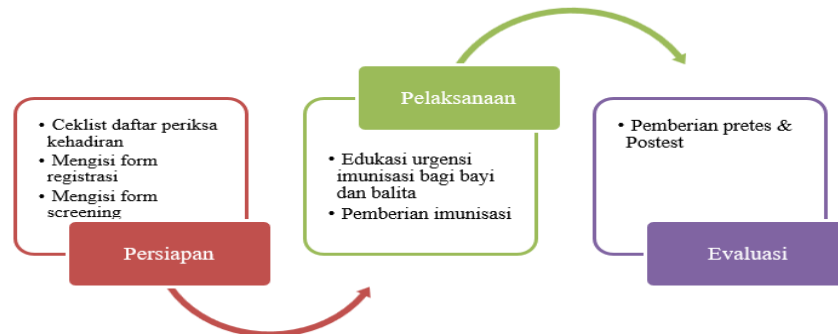 • Ceklist daftar periksa
kehadiran
• Mengisi form
registrasi
• Mengisi form
screening
Persiapan
Pelaksanaan
• Edukasi urgensi
imunisasi bagi bayi
dan balita
• Pemberian imunisasi
• Pemberian pretes &
Postest
Evaluasi